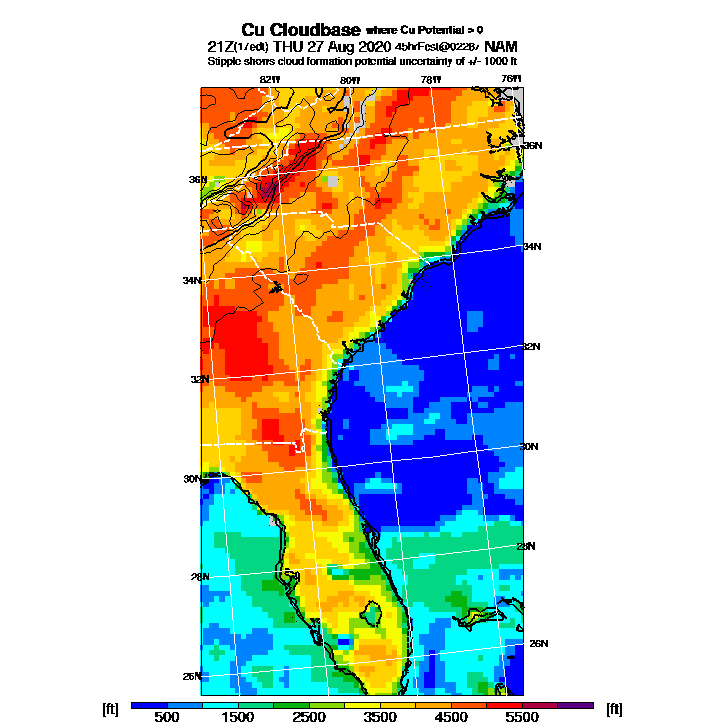 Cu Cloudbase where Cu Potential > 0
21Z(17edt) THU 27 Aug 2020 45hrFcst@0228z NAM
Stipple shows cloud formation potential uncertainty of +/- 1000 ft
82W 80W 78W 76W
36N
36N
34N
34N
32N
32N
30N
30N
28N
28N
26N
26N
[ft] 500 1500 2500 3500 4500 5500 [ft]